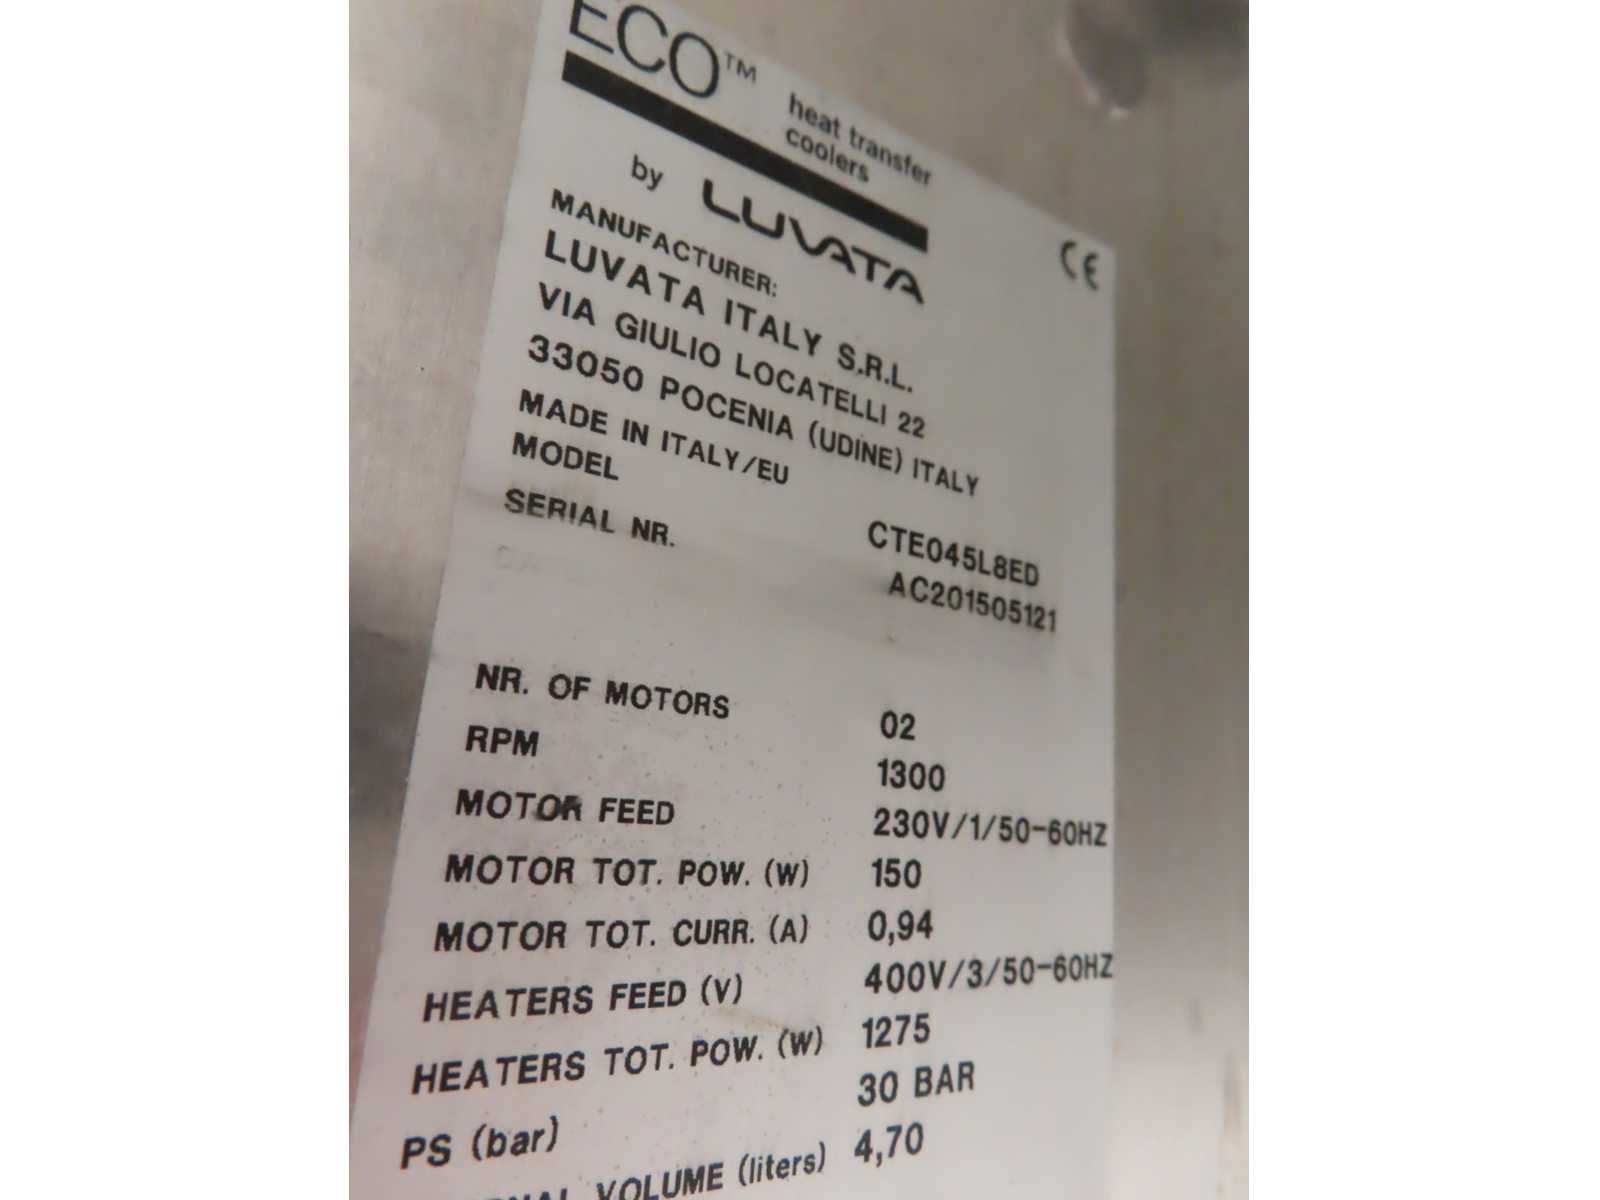 ECO™
heat transfer
coolers
by LUVATA
CE
MANUFACTURER:
LUVATA ITALY S.R.L.
VIA GIULIO LOCATELLI 22
33050 POCENIA (UDINE) ITALY
MADE IN ITALY/EU
MODEL CTE045L8ED
SERIAL NR. AC201505121
NR. OF MOTORS 02
RPM 1300
MOTOR FEED 230V/1/50-60HZ
MOTOR TOT. POW. (W) 150
MOTOR TOT. CURR. (A) 0,94
HEATERS FEED (V) 400V/3/50-60HZ
HEATERS TOT. POW. (W) 1275
PS (bar) 30 BAR
VOLUME (liters) 4,70